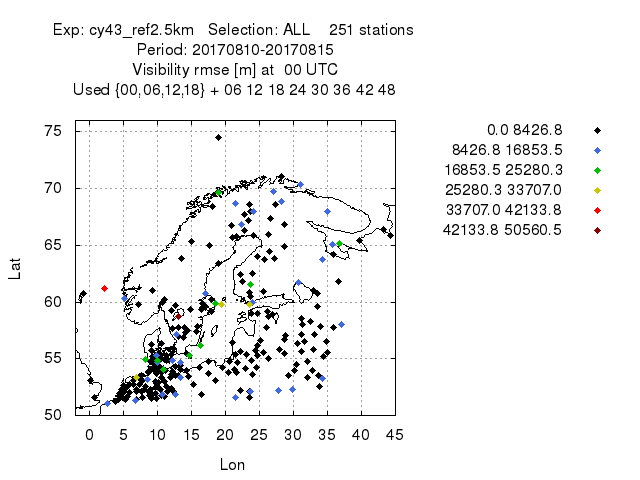 Exp: cy43_ref2.5km   Selection: ALL    251 stations
Period: 20170810-20170815
Visibility rmse [m] at  00 UTC
Used {00,06,12,18} + 06 12 18 24 30 36 42 48
0.0 8426.8
8426.8 16853.5
16853.5 25280.3
25280.3 33707.0
33707.0 42133.8
42133.8 50560.5
75
70
65
60
55
50
Lat
0 5 10 15 20 25 30 35 40 45
Lon